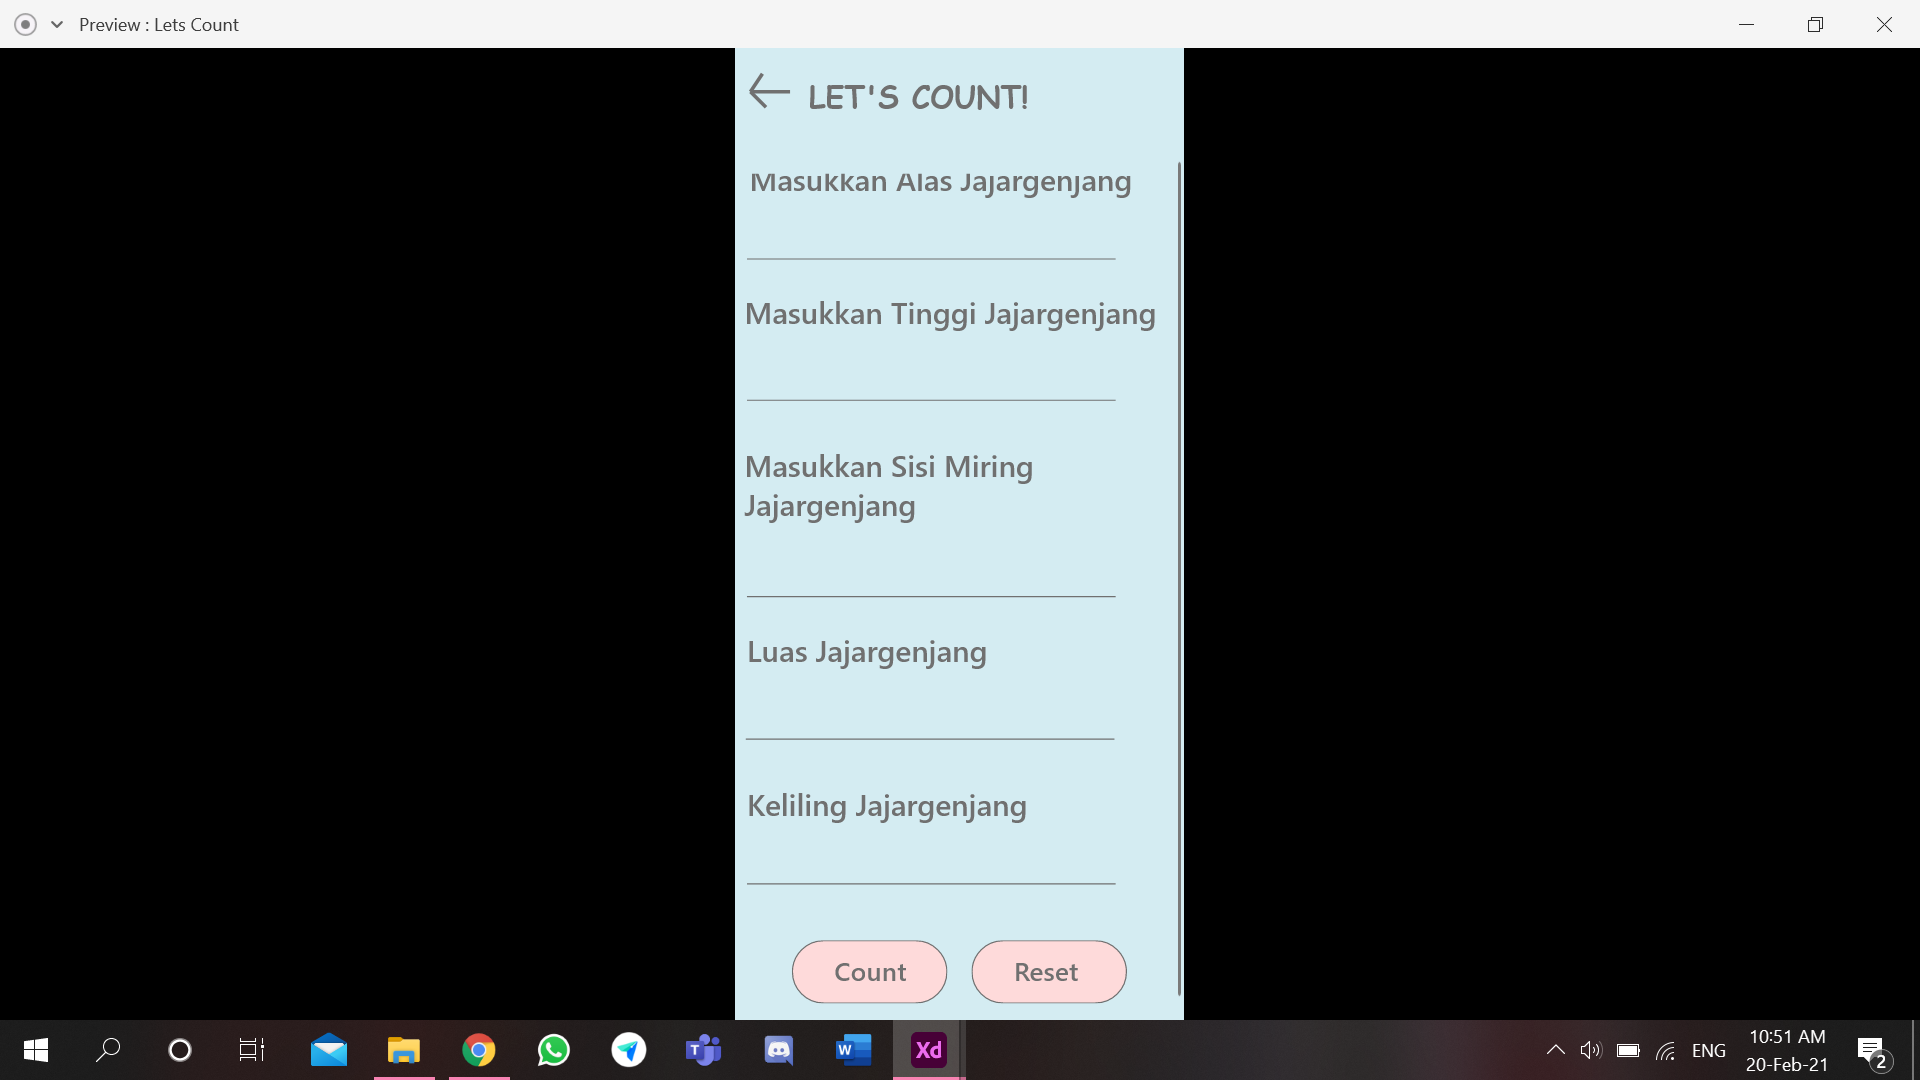 Preview : Lets Count
LET'S COUNT!
Masukkan Alas Jajargenjang
Masukkan Tinggi Jajargenjang
Masukkan Sisi Miring
Jajargenjang
Luas Jajargenjang
Keliling Jajargenjang
Count
Reset
W
T
Xd
ENG
10:51 AM
20-Feb-21
2